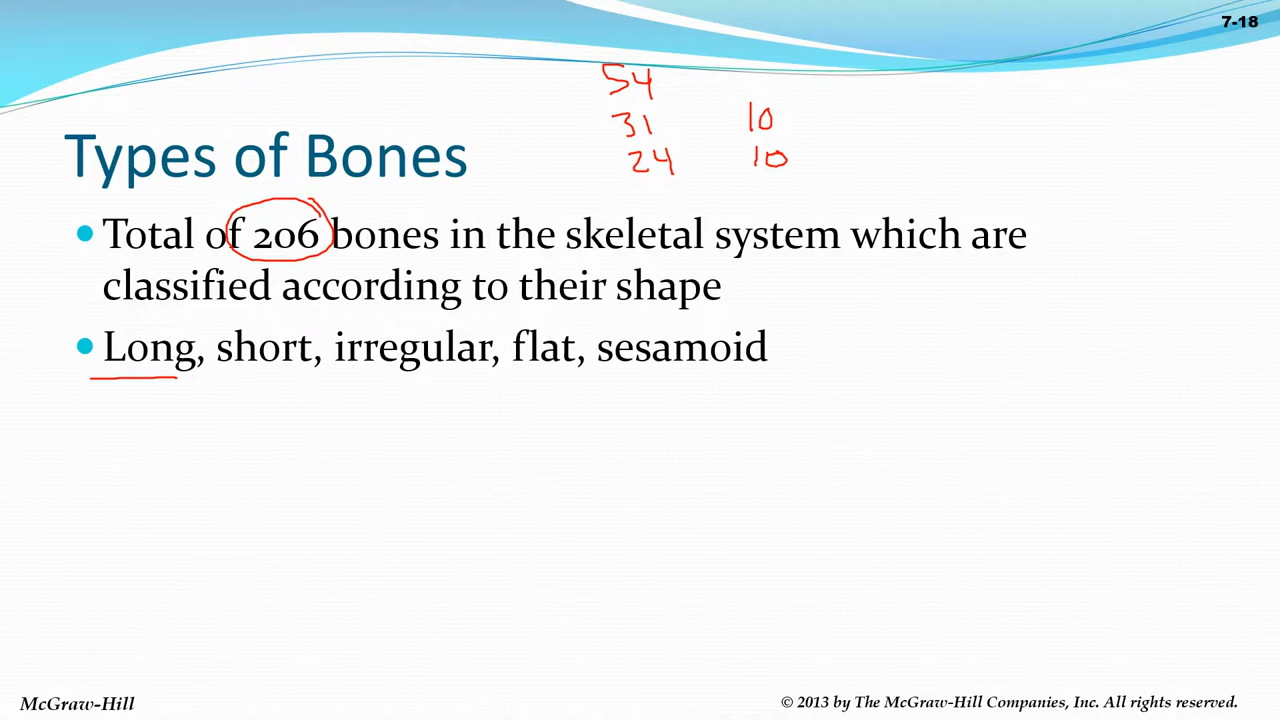 7-18
54
31 10
24 10
Types of Bones
• Total of 206 bones in the skeletal system which are
classified according to their shape
• Long, short, irregular, flat, sesamoid
McGraw-Hill © 2013 by The McGraw-Hill Companies, Inc. All rights reserved.